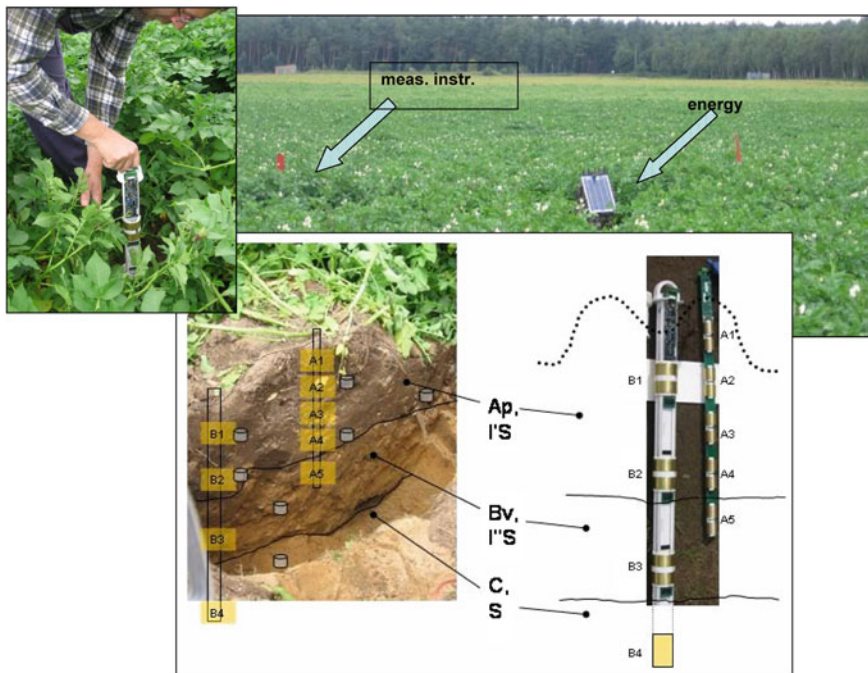 meas. instr.
energy
A1
A2
A3
A4
A5
B1
B2
B3
B4
Ap,
l'S
Bv,
l"S
C,
S
A1
A2
A3
A4
A5
B1
B2
B3
B4